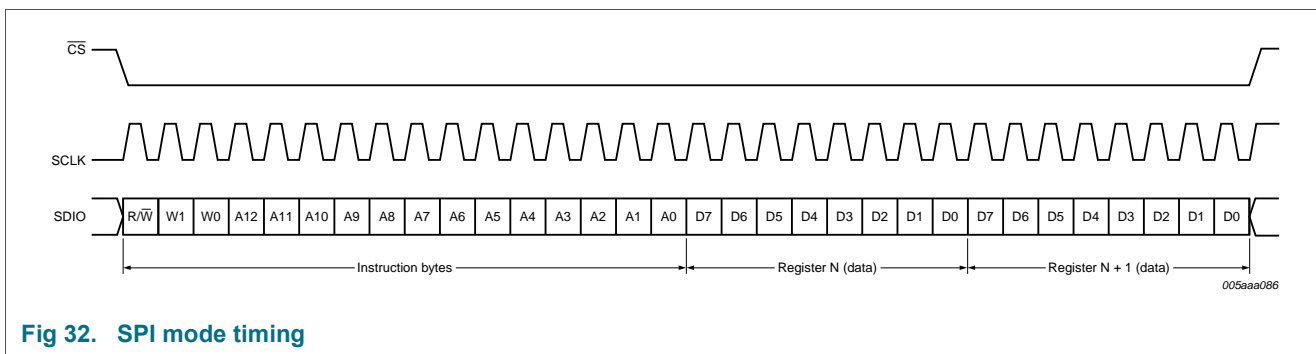 C̅S̅
SCLK
SDIO R/W̅ W1 W0 A12 A11 A10 A9 A8 A7 A6 A5 A4 A3 A2 A1 A0 D7 D6 D5 D4 D3 D2 D1 D0 D7 D6 D5 D4 D3 D2 D1 D0
Instruction bytes Register N (data) Register N + 1 (data)
005aaa086
Fig 32. SPI mode timing